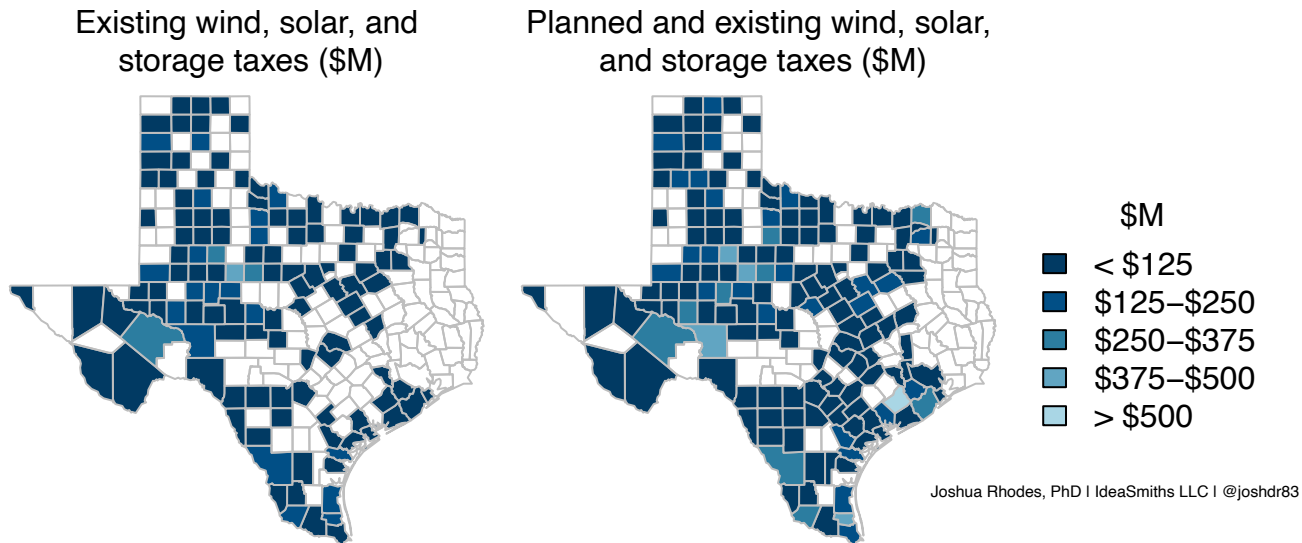 Existing wind, solar, and
storage taxes ($M)
Planned and existing wind, solar,
and storage taxes ($M)
$M
< $125
$125–$250
$250–$375
$375–$500
> $500
Joshua Rhodes, PhD | IdeaSmiths LLC | @joshdr83